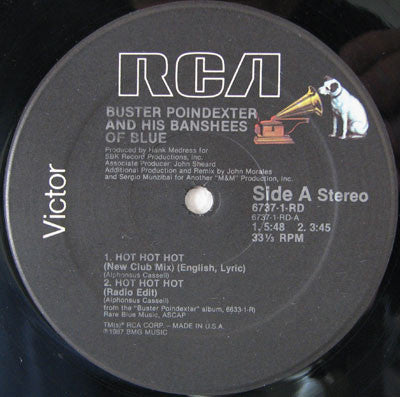 RCA
BUSTER POINDEXTER
AND HIS BANSHEES
OF BLUE
Produced by Hank Medress for
SBK Record Productions, Inc.
Associate Producer: John Sheard
Additional Production and Remix by John Morales
and Sergio Munzibai for Another "M&M" Production, Inc.
Victor
Side A Stereo
6737-1-RD
6737-1-RD-A
1. 5:48 2. 3:45
33⅓ RPM
1. HOT HOT HOT
(New Club Mix) (English, Lyric)
(Alphonsus Cassell)
2. HOT HOT HOT
(Radio Edit)
(Alphonsus Cassell)
from the "Buster Poindexter" album, 6633-1-R)
Rare Blue Music, ASCAP
TM(s) ® RCA CORP. – MADE IN U.S.A.
℗1987 BMG MUSIC